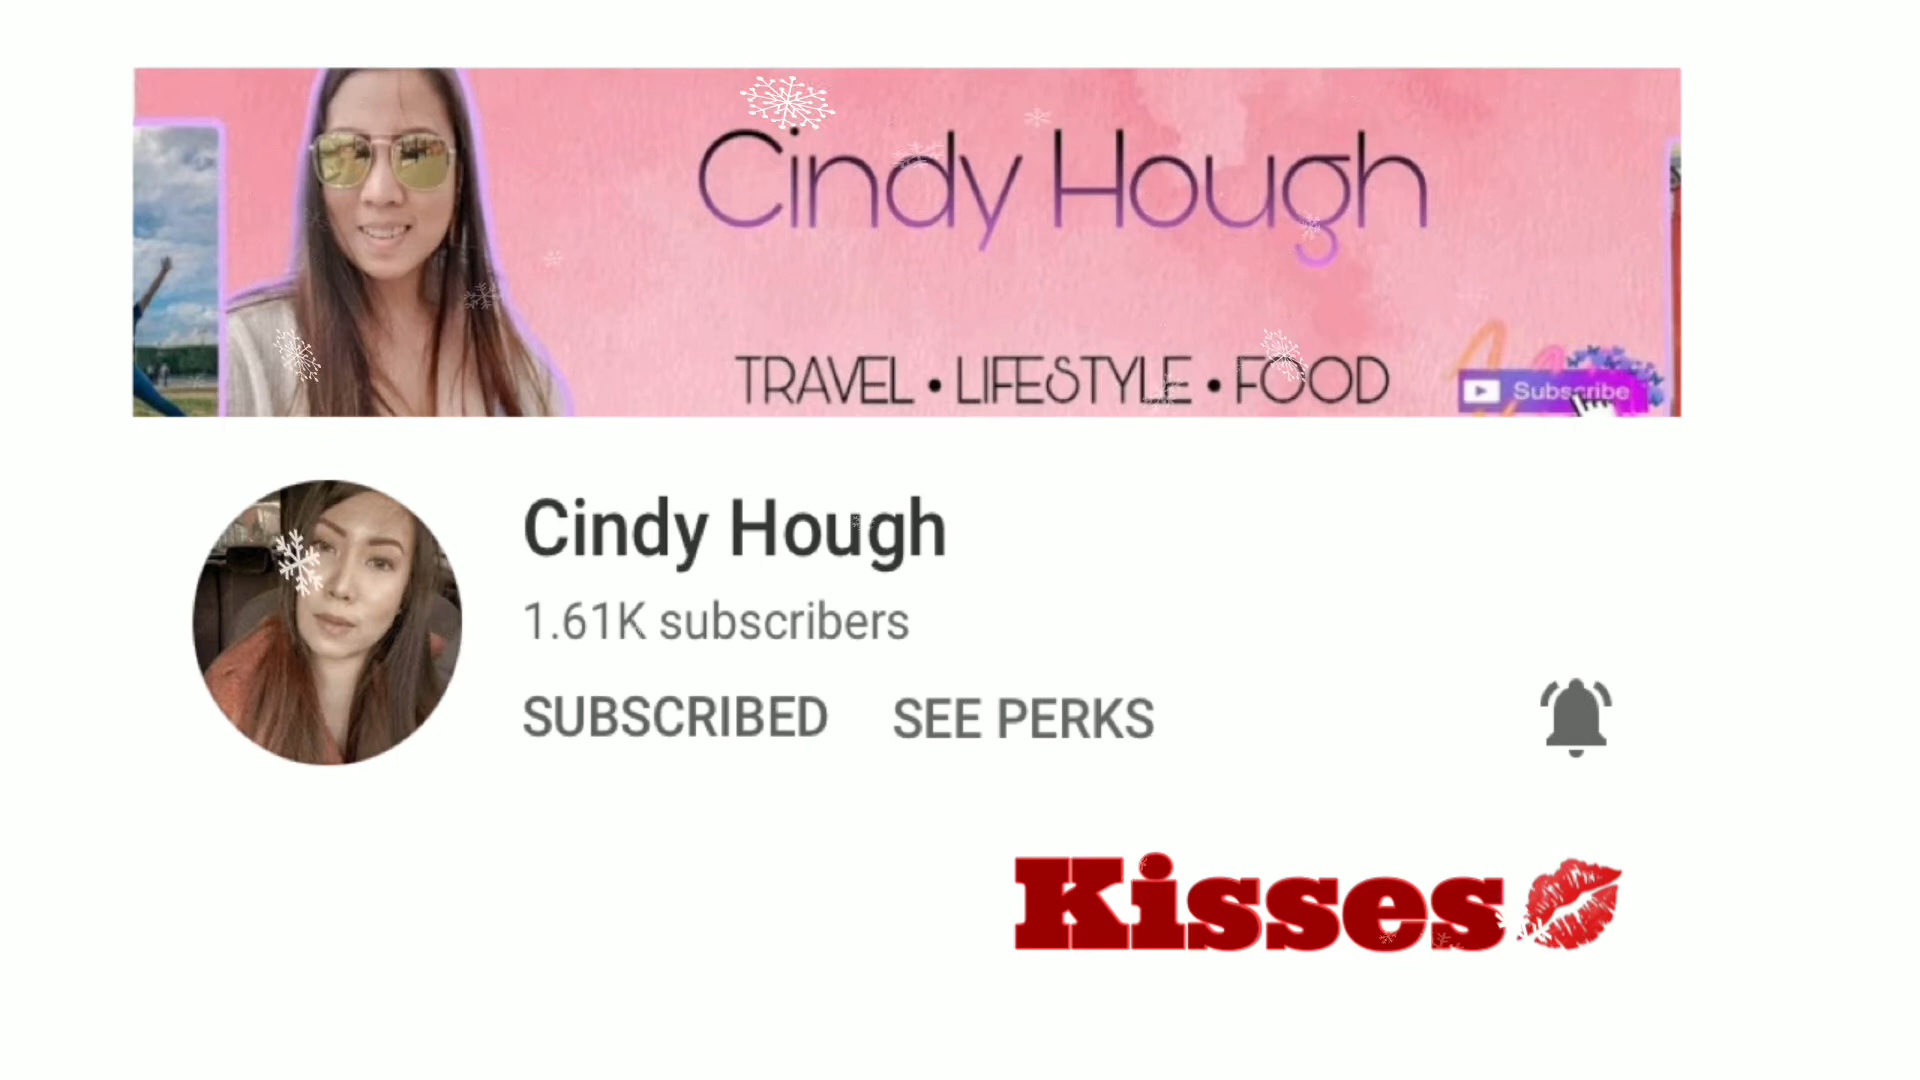 Cindy Hough
TRAVEL • LIFESTYLE • FOOD
Subscribe
Cindy Hough
1.61K subscribers
SUBSCRIBED SEE PERKS
Kisses